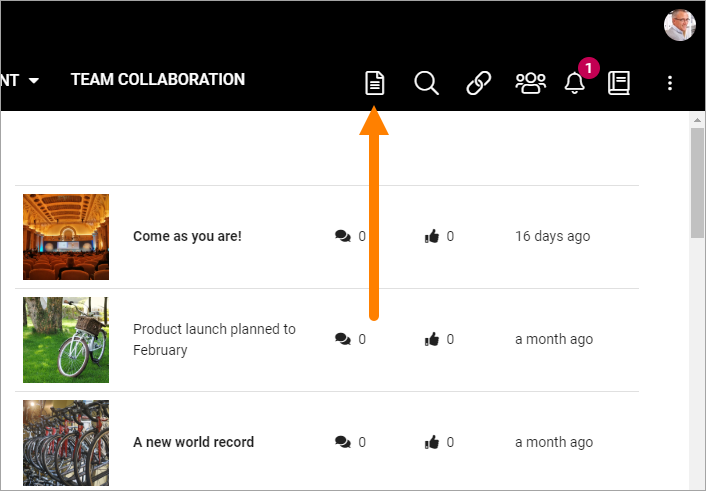 NT TEAM COLLABORATION
1
Come as you are! 0 0 16 days ago
Product launch planned to
February 0 0 a month ago
A new world record 0 0 a month ago